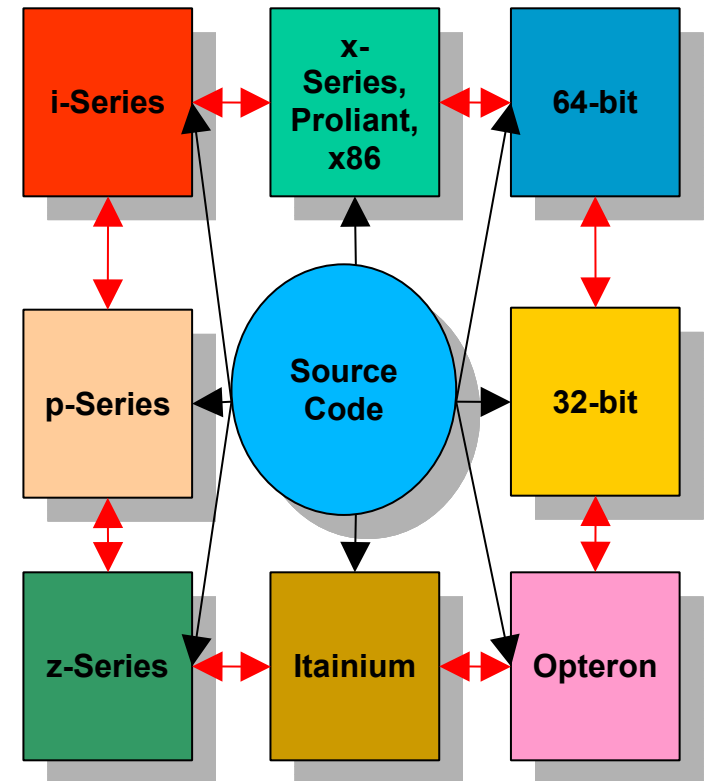 i-Series
x-
Series,
Proliant,
x86
64-bit
p-Series
Source
Code
32-bit
z-Series
Itainium
Opteron